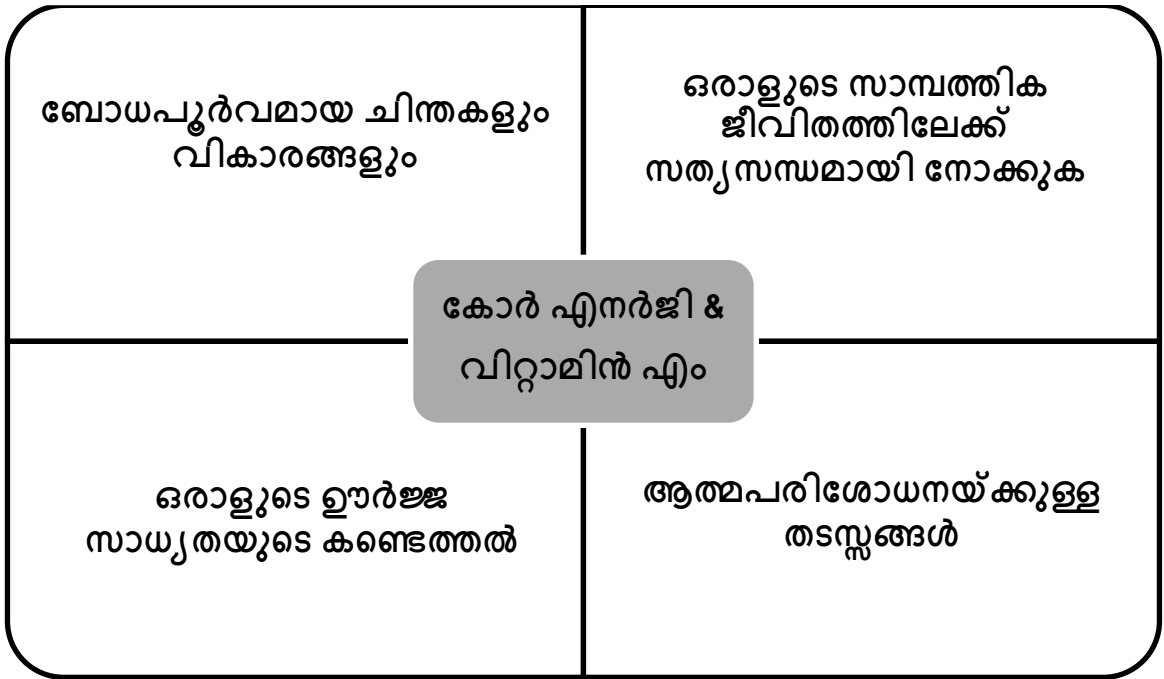 ബോധപൂർവമായ ചിന്തകളും
വികാരങ്ങളും
ഒരാളുടെ സാമ്പത്തിക
ജീവിതത്തിലേക്ക്
സത്യസന്ധമായി നോക്കുക
കോർ എനർജി &
വിറ്റാമിൻ എം
ഒരാളുടെ ഊർജ്ജ
സാധ്യതയുടെ കണ്ടെത്തൽ
ആത്മപരിശോധനയ്ക്കുള്ള
തടസ്സങ്ങൾ